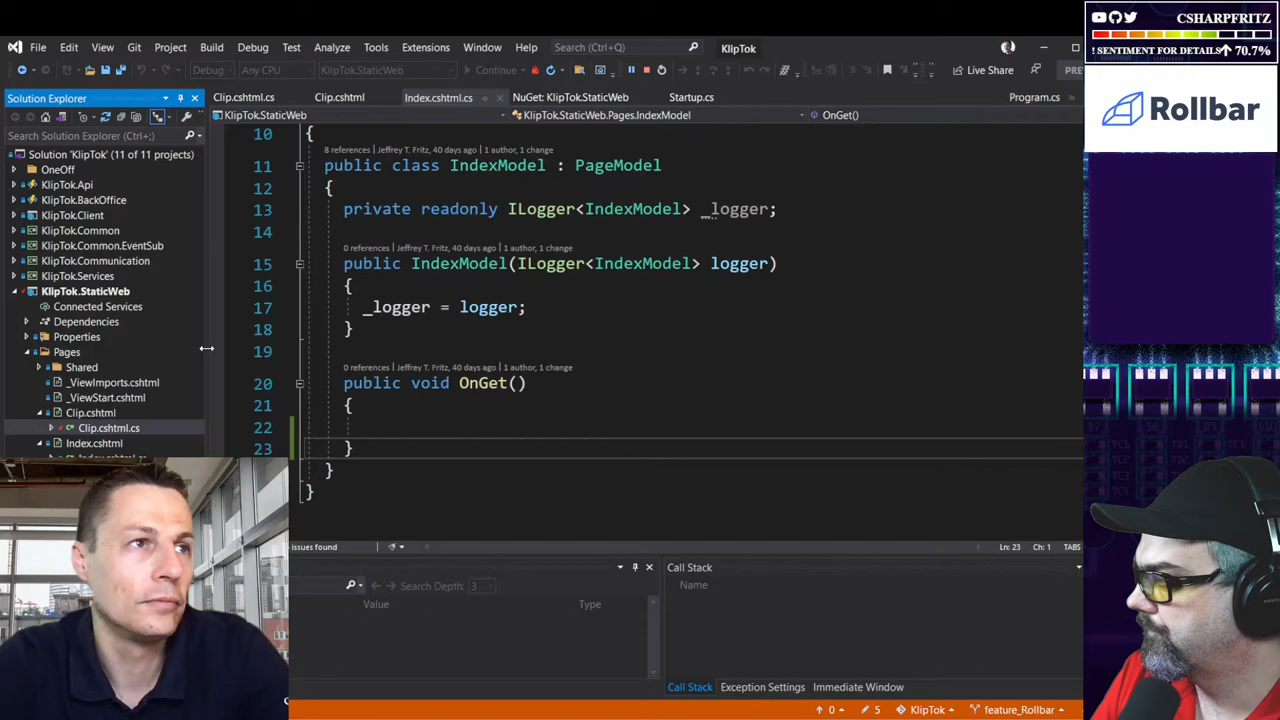 CSHARPFRITZ
! SENTIMENT FOR DETAILS 70.7%
Rollbar
File Edit View Git Project Build Debug Test Analyze Tools Extensions Window Help Search (Ctrl+Q) KlipTok
Debug Any CPU KlipTok.StaticWeb Continue Live Share PRE
Solution Explorer
Clip.cshtml.cs Clip.cshtml Index.cshtml.cs NuGet: KlipTok.StaticWeb Startup.cs Program.cs
KlipTok.StaticWeb KlipTok.StaticWeb.Pages.IndexModel OnGet()
Search Solution Explorer (Ctrl+;)
Solution 'KlipTok' (11 of 11 projects)
OneOff
KlipTok.Api
KlipTok.BackOffice
KlipTok.Client
KlipTok.Common
KlipTok.Common.EventSub
KlipTok.Communication
KlipTok.Services
KlipTok.StaticWeb
Connected Services
Dependencies
Properties
Pages
Shared
_ViewImports.cshtml
_ViewStart.cshtml
Clip.cshtml
Clip.cshtml.cs
Index.cshtml
10 {
8 references | Jeffrey T. Fritz, 40 days ago | 1 author, 1 change
11 public class IndexModel : PageModel
12 {
13 private readonly ILogger<IndexModel> _logger;
14
0 references | Jeffrey T. Fritz, 40 days ago | 1 author, 1 change
15 public IndexModel(ILogger<IndexModel> logger)
16 {
17 _logger = logger;
18 }
19
0 references | Jeffrey T. Fritz, 40 days ago | 1 author, 1 change
20 public void OnGet()
21 {
22
23 }
}
}
issues found Ln: 23 Ch: 1 TABS
Search Depth: 3
Value Type
Call Stack
Name
Call Stack Exception Settings Immediate Window
0 5 KlipTok feature_Rollbar